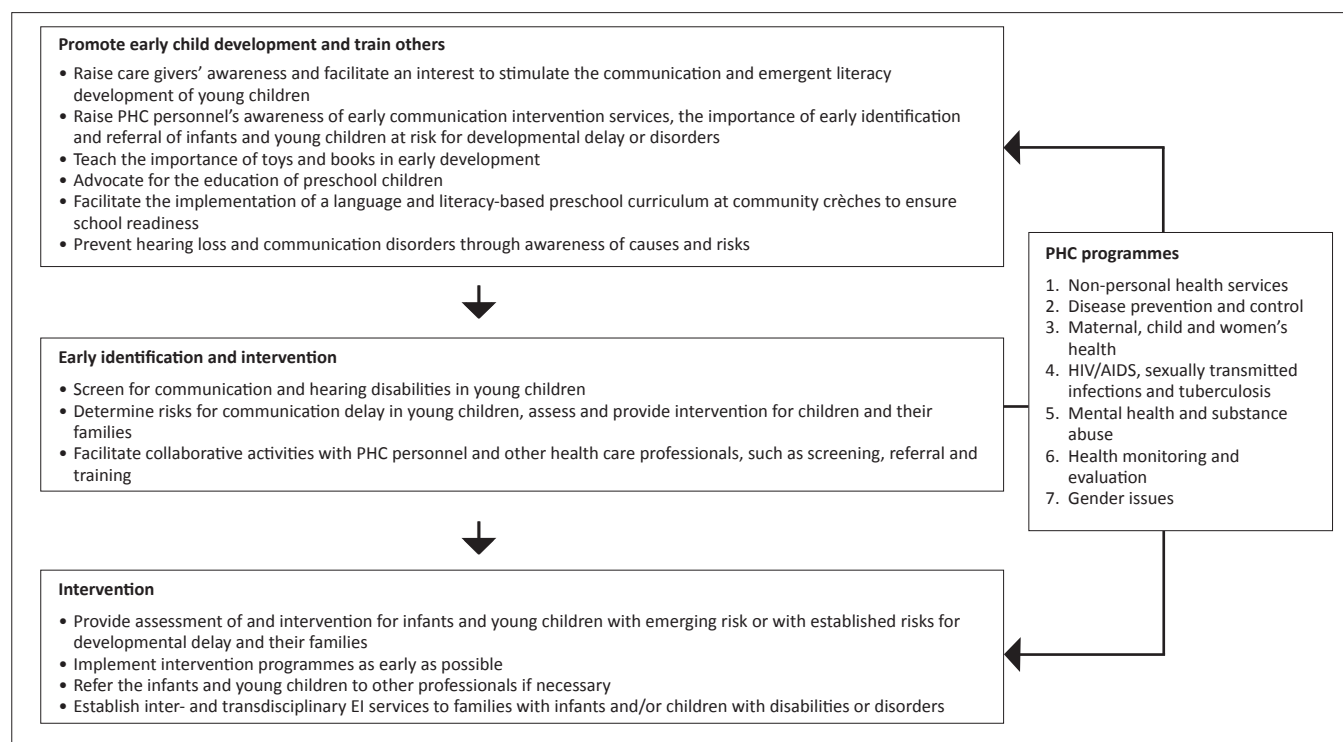 Promote early child development and train others
• Raise care givers’ awareness and facilitate an interest to stimulate the communication and emergent literacy
development of young children
• Raise PHC personnel’s awareness of early communication intervention services, the importance of early identification
and referral of infants and young children at risk for developmental delay or disorders
• Teach the importance of toys and books in early development
• Advocate for the education of preschool children
• Facilitate the implementation of a language and literacy-based preschool curriculum at community crèches to ensure
school readiness
• Prevent hearing loss and communication disorders through awareness of causes and risks
Early identification and intervention
• Screen for communication and hearing disabilities in young children
• Determine risks for communication delay in young children, assess and provide intervention for children and their
families
• Facilitate collaborative activities with PHC personnel and other health care professionals, such as screening, referral and
training
Intervention
• Provide assessment of and intervention for infants and young children with emerging risk or with established risks for
developmental delay and their families
• Implement intervention programmes as early as possible
• Refer the infants and young children to other professionals if necessary
• Establish inter- and transdisciplinary EI services to families with infants and/or children with disabilities or disorders
PHC programmes
1. Non-personal health services
2. Disease prevention and control
3. Maternal, child and women’s
health
4. HIV/AIDS, sexually transmitted
infections and tuberculosis
5. Mental health and substance
abuse
6. Health monitoring and
evaluation
7. Gender issues